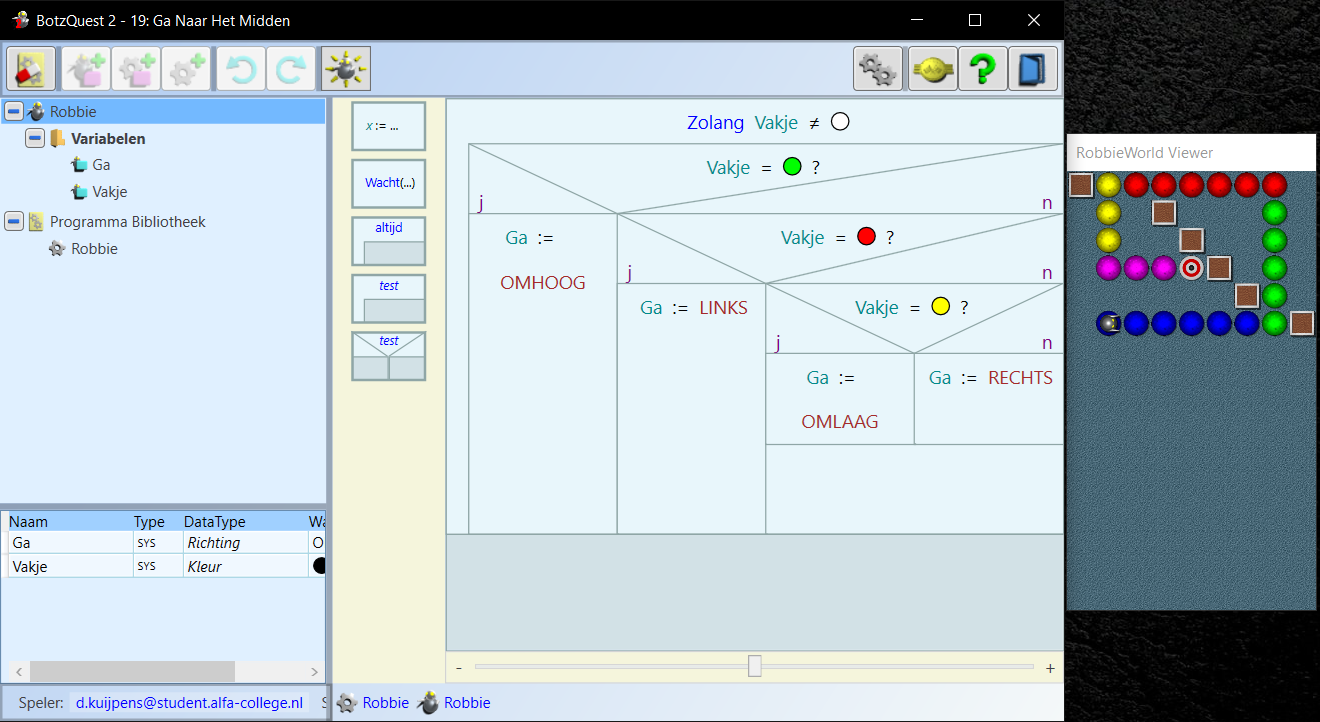 BotzQuest 2 - 19: Ga Naar Het Midden
Robbie
Variabelen
Ga
Vakje
Programma Bibliotheek
Robbie
Naam Type DataType
Ga SYS Richting O
Vakje SYS Kleur
Speler: d.kuijpens@student.alfa-college.nl S
x := ...
Wacht(...)
altijd
test
test
Zolang Vakje ≠
Vakje = ?
j n
Ga :=
OMHOOG
Vakje = ?
j n
Ga := LINKS
Vakje = ?
j n
Ga :=
OMLAAG
Ga := RECHTS
- +
Robbie Robbie
RobbieWorld Viewer